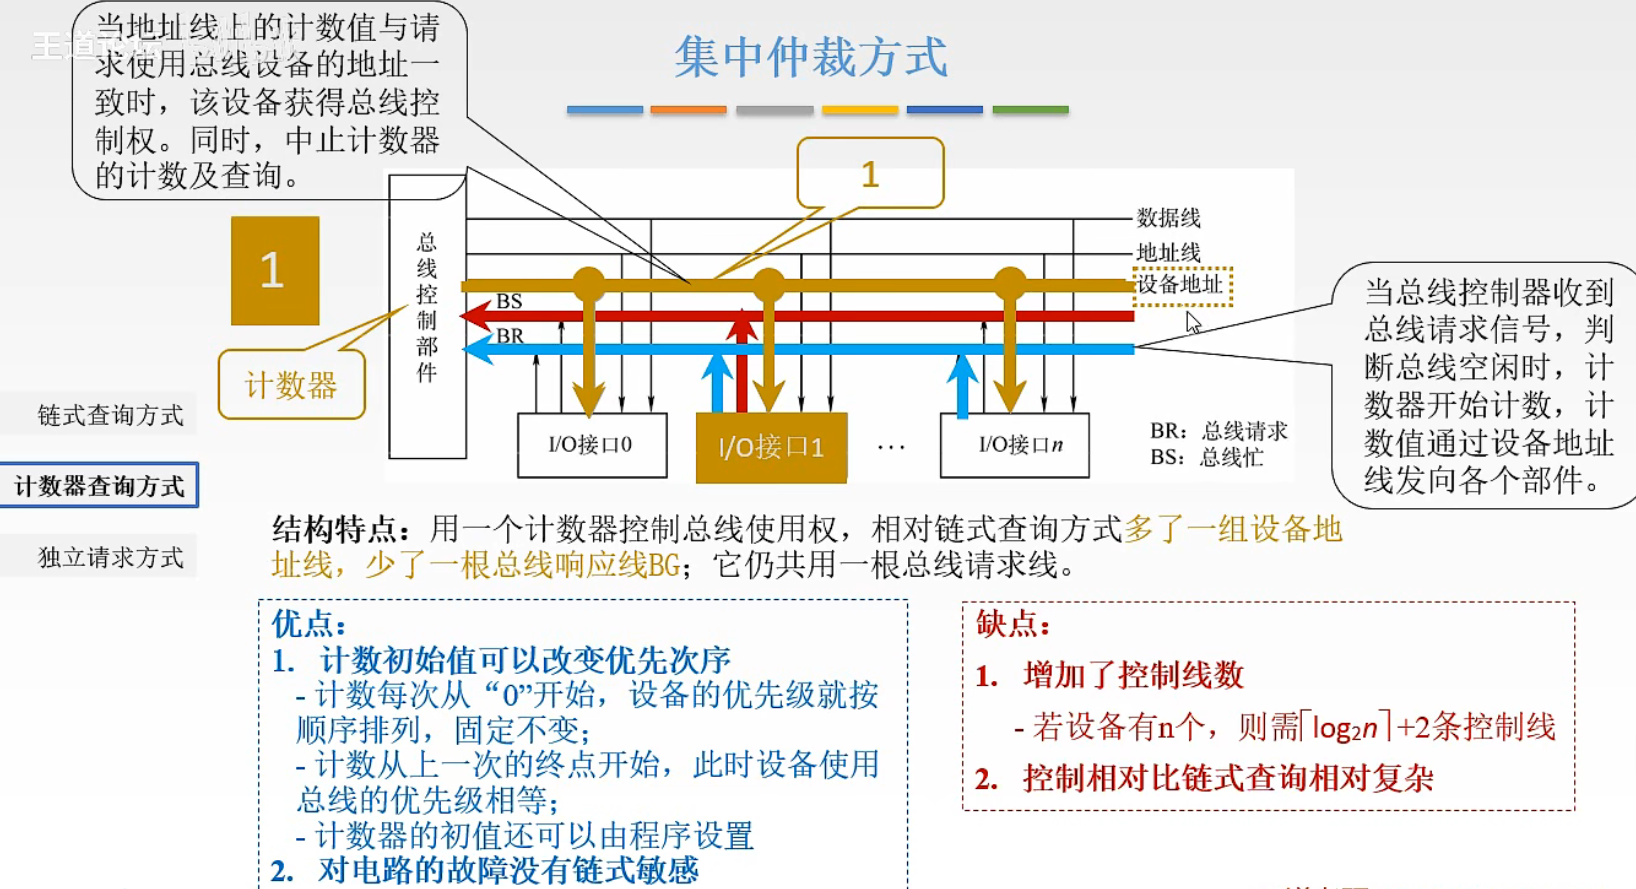 集中仲裁方式
王道论坛
当地址线上的计数值与请
求使用总线设备的地址一
致时，该设备获得总线控
制权。同时，中止计数器
的计数及查询。
1
1
计数器
总线控制部件
数据线
地址线
设备地址
BS
BR
I/O接口0
I/O接口1
···
I/O接口n
BR：总线请求
BS：总线忙
当总线控制器收到
总线请求信号，判
断总线空闲时，计
数器开始计数，计
数值通过设备地址
线发向各个部件。
链式查询方式
计数器查询方式
独立请求方式
结构特点：用一个计数器控制总线使用权，相对链式查询方式多了一组设备地
址线，少了一根总线响应线BG；它仍共用一根总线请求线。
优点：
1. 计数初始值可以改变优先次序
- 计数每次从“0”开始，设备的优先级就按
顺序排列，固定不变；
- 计数从上一次的终点开始，此时设备使用
总线的优先级相等；
- 计数器的初值还可以由程序设置
2. 对电路的故障没有链式敏感
缺点：
1. 增加了控制线数
- 若设备有n个，则需⌈log₂n⌉+2条控制线
2. 控制相对比链式查询相对复杂